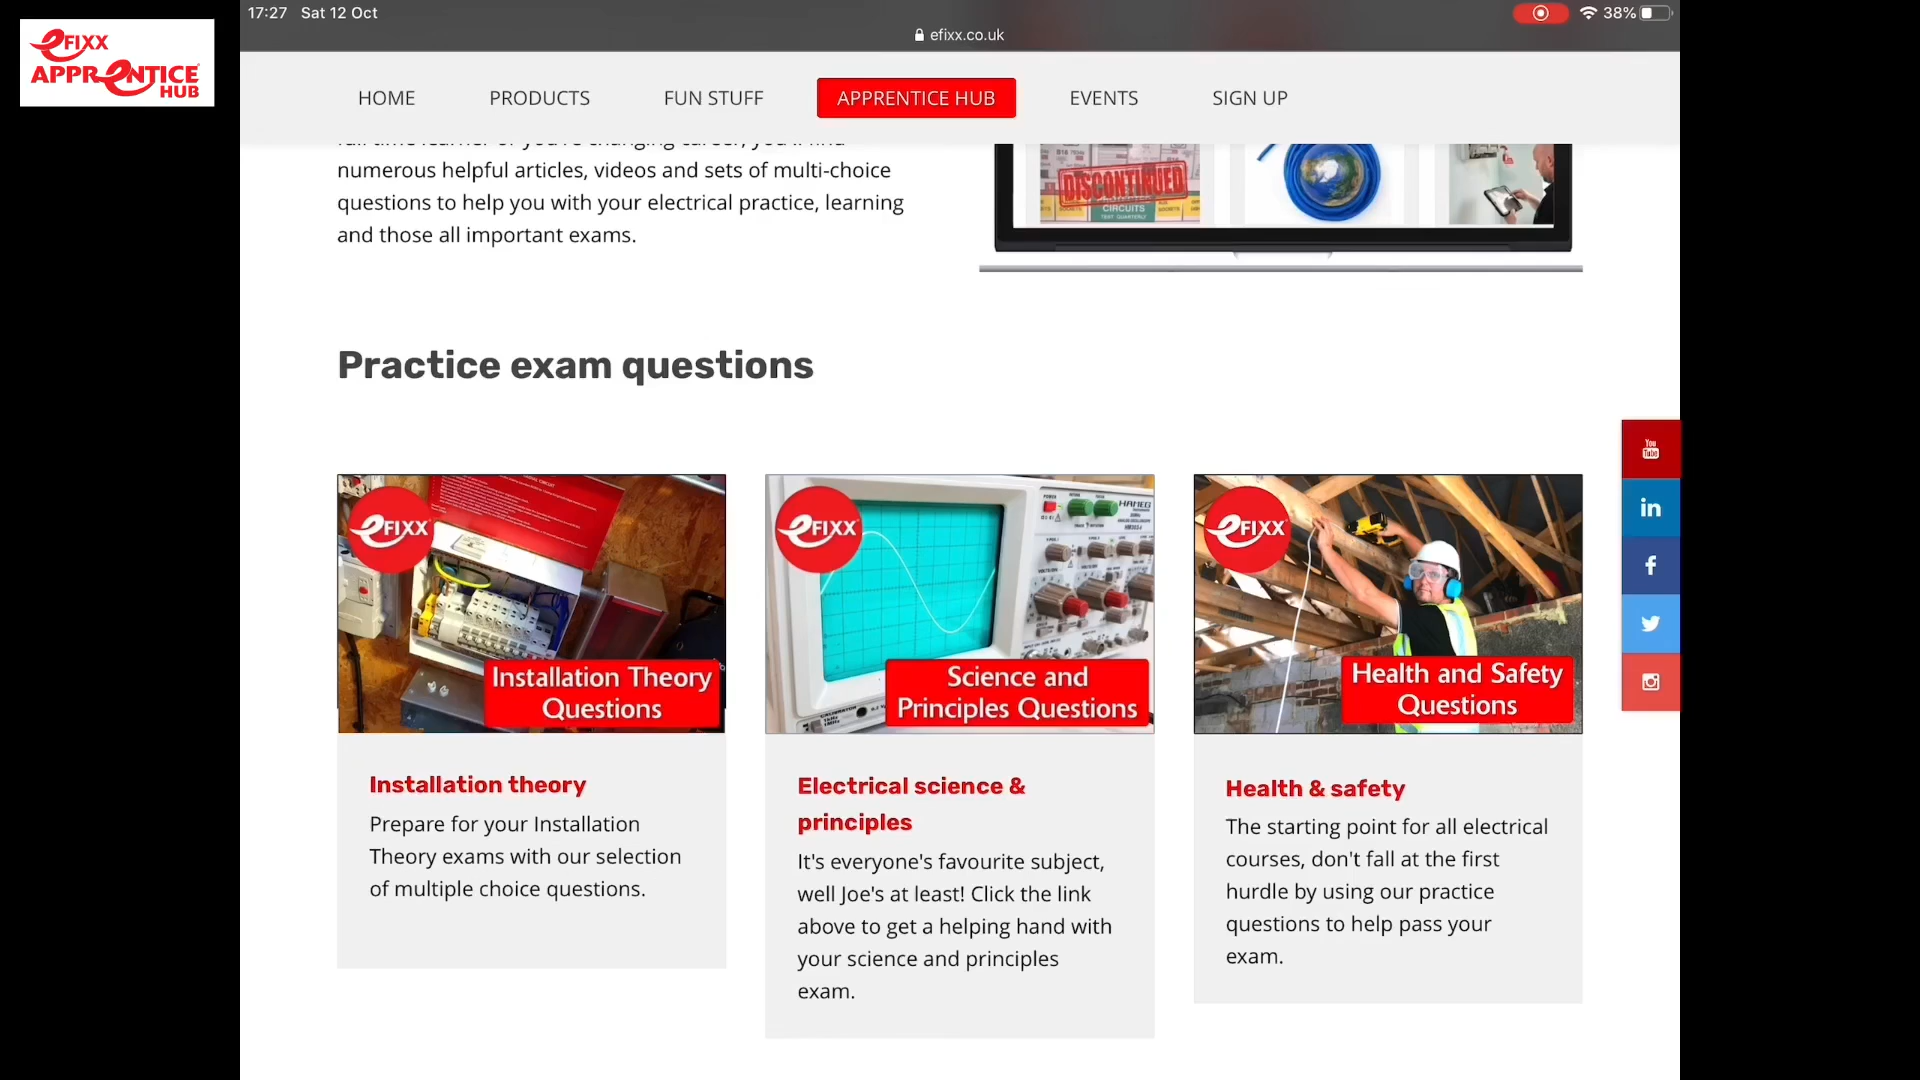 17:27 Sat 12 Oct
38%
efixx.co.uk
eFIXX
APPRENTICE
HUB
HOME PRODUCTS FUN STUFF APPRENTICE HUB EVENTS SIGN UP
numerous helpful articles, videos and sets of multi-choice
questions to help you with your electrical practice, learning
and those all important exams.
DISCONTINUED
CIRCUITS
Practice exam questions
You
Tube
in
f
eFIXX
Installation Theory
Questions
eFIXX
HAMEG
Science and
Principles Questions
eFIXX
Health and Safety
Questions
Installation theory
Prepare for your Installation
Theory exams with our selection
of multiple choice questions.
Electrical science &
principles
It's everyone's favourite subject,
well Joe's at least! Click the link
above to get a helping hand with
your science and principles
exam.
Health & safety
The starting point for all electrical
courses, don't fall at the first
hurdle by using our practice
questions to help pass your
exam.